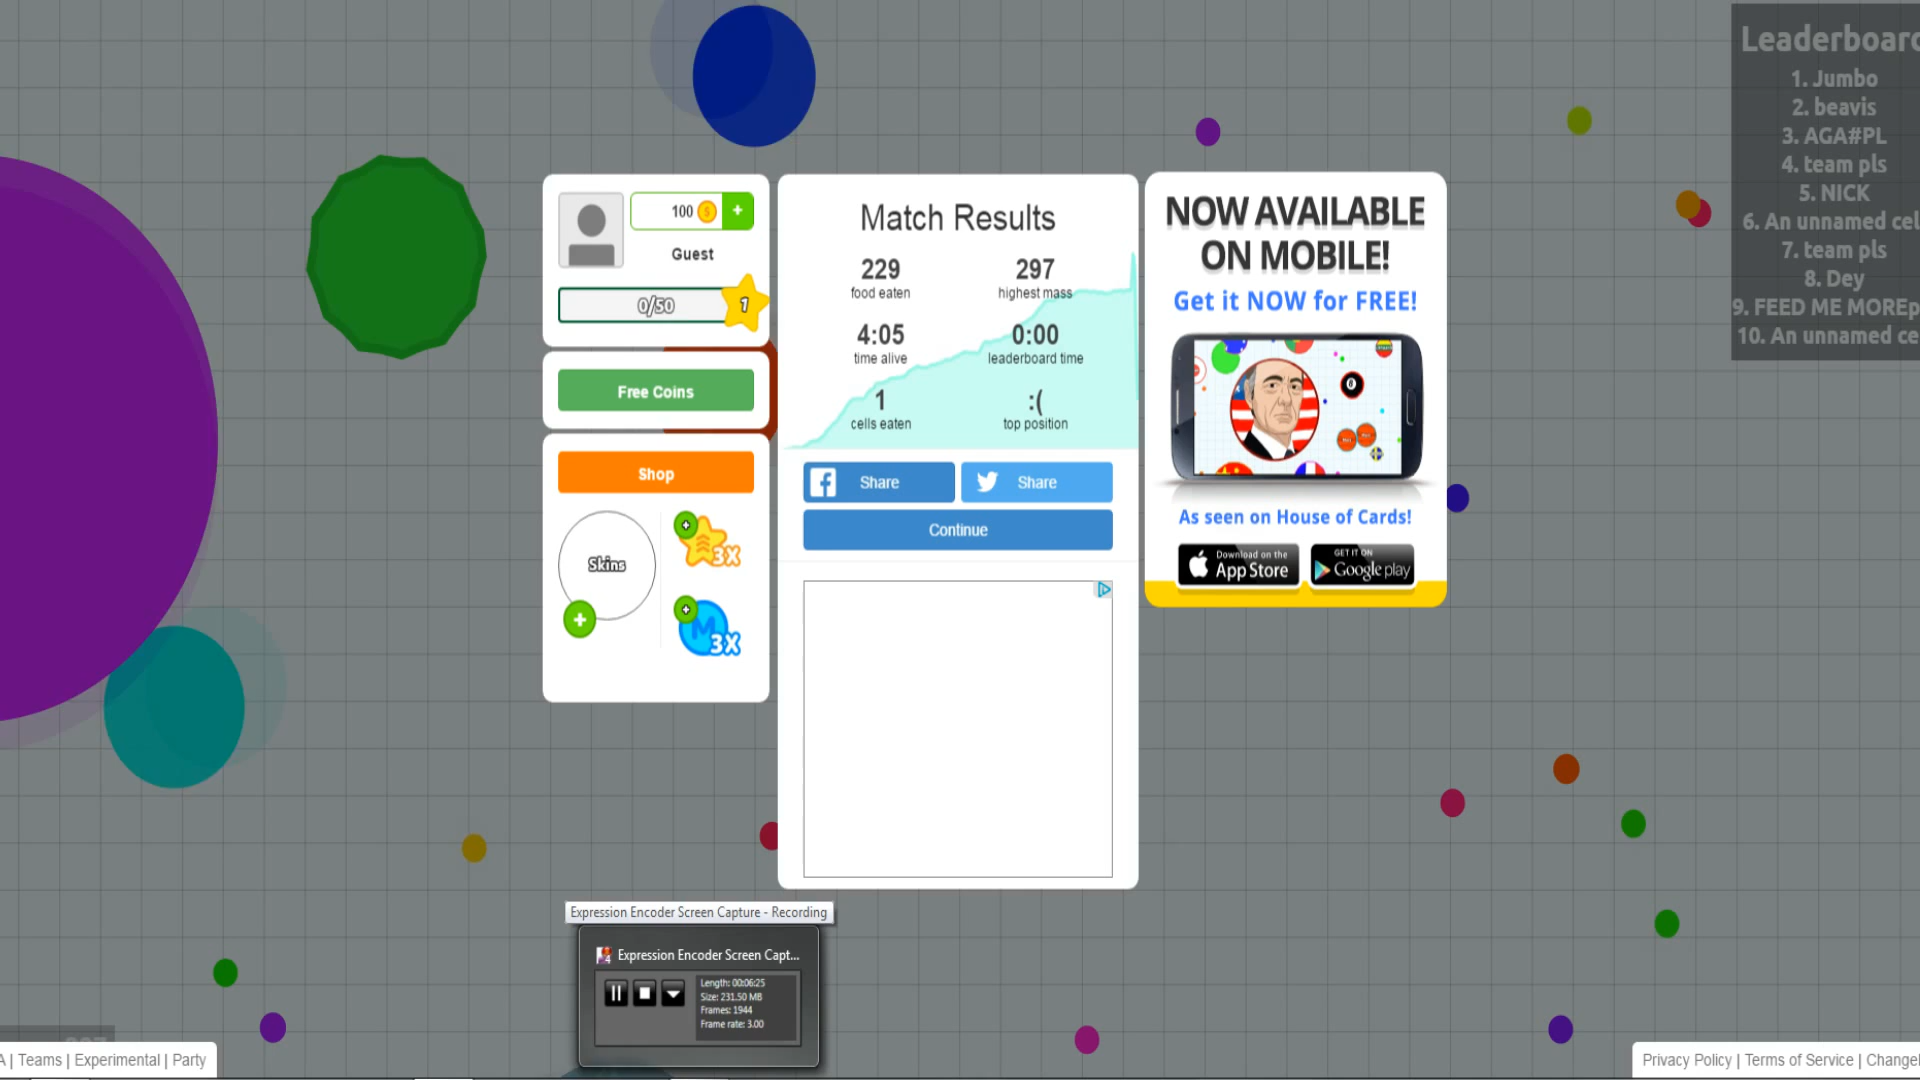 Leaderboard
1. Jumbo
2. beavis
3. AGA#PL
4. team pls
5. NICK
6. An unnamed cel
7. team pls
8. Dey
9. FEED ME MOREp
10. An unnamed ce
100
+
Guest
0/50
1
Free Coins
Shop
Skins
+
3X
M
3X
Match Results
229
food eaten
297
highest mass
4:05
time alive
0:00
leaderboard time
1
cells eaten
:(
top position
Share
Share
Continue
NOW AVAILABLE
ON MOBILE!
Get it NOW for FREE!
As seen on House of Cards!
Download on the
App Store
GET IT ON
Google play
Expression Encoder Screen Capture - Recording
Expression Encoder Screen Capt...
Length: 00:06:25
Size: 231.50 MB
Frames: 1944
Frame rate: 3.00
A | Teams | Experimental | Party
Privacy Policy | Terms of Service | Changel